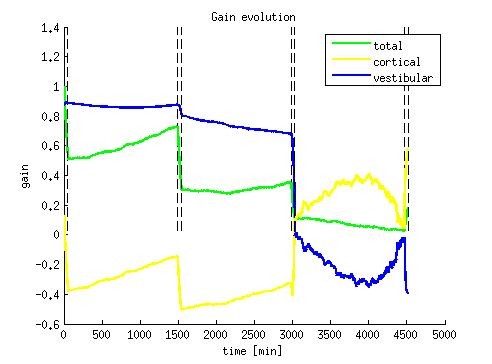 Gain evolution
1.4
1.2
1
0.8
0.6
0.4
0.2
0
-0.2
-0.4
-0.6
gain
total
cortical
vestibular
0 500 1000 1500 2000 2500 3000 3500 4000 4500 5000
time [min]